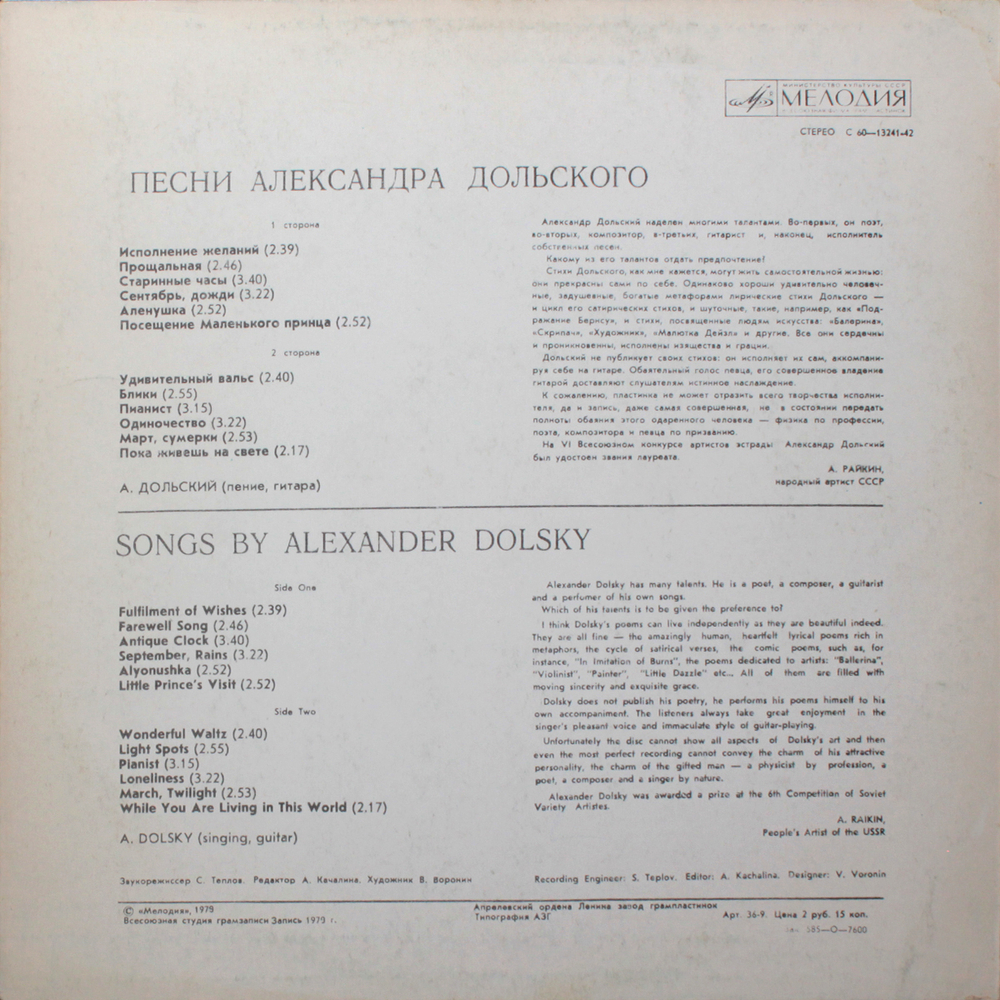 МИНИСТЕРСТВО КУЛЬТУРЫ СССР
МЕЛОДИЯ
СТЕРЕО С 60—13241-42
ПЕСНИ АЛЕКСАНДРА ДОЛЬСКОГО
1 сторона
Исполнение желаний (2.39)
Прощальная (2.46)
Старинные часы (3.40)
Сентябрь, дожди (3.22)
Аленушка (2.52)
Посещение Маленького принца (2.52)
2 сторона
Удивительный вальс (2.40)
Блики (2.55)
Пианист (3.15)
Одиночество (3.22)
Март, сумерки (2.53)
Пока живешь на свете (2.17)
А. ДОЛЬСКИЙ (пение, гитара)
Александр Дольский наделен многими талантами. Во-первых, он поэт,
во-вторых, композитор, в-третьих, гитарист и, наконец, исполнитель
собственных песен.
Какому из его талантов отдать предпочтение?
Стихи Дольского, как мне кажется, могут жить самостоятельной жизнью:
они прекрасны сами по себе. Одинаково хороши удивительно человеч-
ные, задушевные, богатые метафорами лирические стихи Дольского —
и цикл его сатирических стихов, и шуточные, такие, например, как «Под-
ражание Бернсу», и стихи, посвященные людям искусства: «Балерина»,
«Скрипач», «Художник», «Малютка Дейзл» и другие. Все они сердечны
и проникновенны, исполнены изящества и грации.
Дольский не публикует своих стихов: он исполняет их сам, аккомпани-
руя себе на гитаре. Обаятельный голос певца, его совершенное владение
гитарой доставляют слушателям истинное наслаждение.
К сожалению, пластинка не может отразить всего творчества исполни-
теля, да и запись, даже самая совершенная, не в состоянии передать
полноты обаяния этого одаренного человека — физика по профессии,
поэта, композитора и певца по призванию.
На VI Всесоюзном конкурсе артистов эстрады Александр Дольский
был удостоен звания лауреата.
А. РАЙКИН,
народный артист СССР
SONGS BY ALEXANDER DOLSKY
Side One
Fulfilment of Wishes (2.39)
Farewell Song (2.46)
Antique Clock (3.40)
September, Rains (3.22)
Alyonushka (2.52)
Little Prince's Visit (2.52)
Side Two
Wonderful Waltz (2.40)
Light Spots (2.55)
Pianist (3.15)
Loneliness (3.22)
March, Twilight (2.53)
While You Are Living in This World (2.17)
A. DOLSKY (singing, guitar)
Alexander Dolsky has many talents. He is a poet, a composer, a guitarist
and a perfumer of his own songs.
Which of his talents is to be given the preference to?
I think Dolsky's poems can live independently as they are beautiful indeed.
They are all fine — the amazingly human, heartfelt lyrical poems rich in
metaphors, the cycle of satirical verses, the comic poems, such as, for
instance, "In Imitation of Burns", the poems dedicated to artists: "Ballerina",
"Violinist", "Painter", "Little Dazzle" etc.. All of them are filled with
moving sincerity and exquisite grace.
Dolsky does not publish his poetry, he performs his poems himself to his
own accompaniment. The listeners always take great enjoyment in the
singer's pleasant voice and immaculate style of guitar-playing.
Unfortunately the disc cannot show all aspects of Dolsky's art and then
even the most perfect recording cannot convey the charm of his attractive
personality, the charm of the gifted man — a physicist by profession, a
poet, a composer and a singer by nature.
Alexander Dolsky was awarded a prize at the 6th Competition of Soviet
Variety Artistes.
A. RAIKIN,
People's Artist of the USSR
Звукорежиссер С. Теплов. Редактор А. Качалина. Художник В. Воронин
Recording Engineer: S. Teplov. Editor: A. Kachalina. Designer: V. Voronin
© «Мелодия», 1979
Всесоюзная студия грамзаписи Запись 1979 г.
Апрелевский ордена Ленина завод грампластинок
Типография АЗГ
Арт. 36-9. Цена 2 руб. 15 коп.
585—О—7600